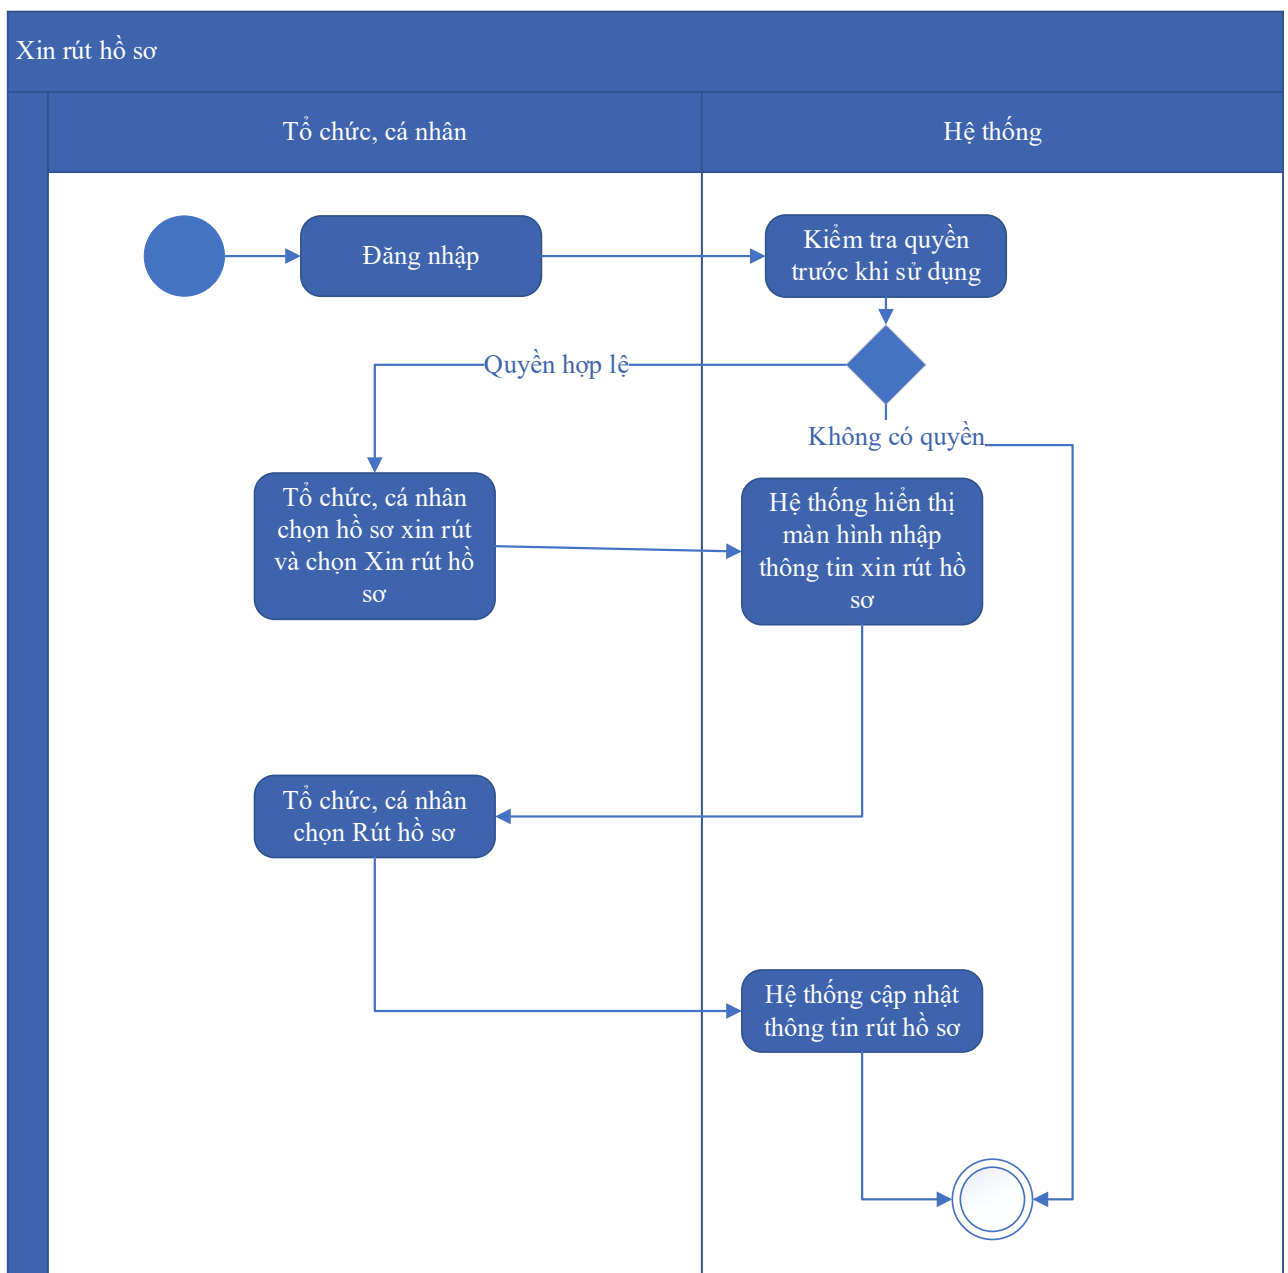 Xin rút hồ sơ
Tổ chức, cá nhân
Hệ thống
Đăng nhập
Kiểm tra quyền
trước khi sử dụng
Quyền hợp lệ
Không có quyền
Tổ chức, cá nhân
chọn hồ sơ xin rút
và chọn Xin rút hồ
sơ
Hệ thống hiển thị
màn hình nhập
thông tin xin rút hồ
sơ
Tổ chức, cá nhân
chọn Rút hồ sơ
Hệ thống cập nhật
thông tin rút hồ sơ